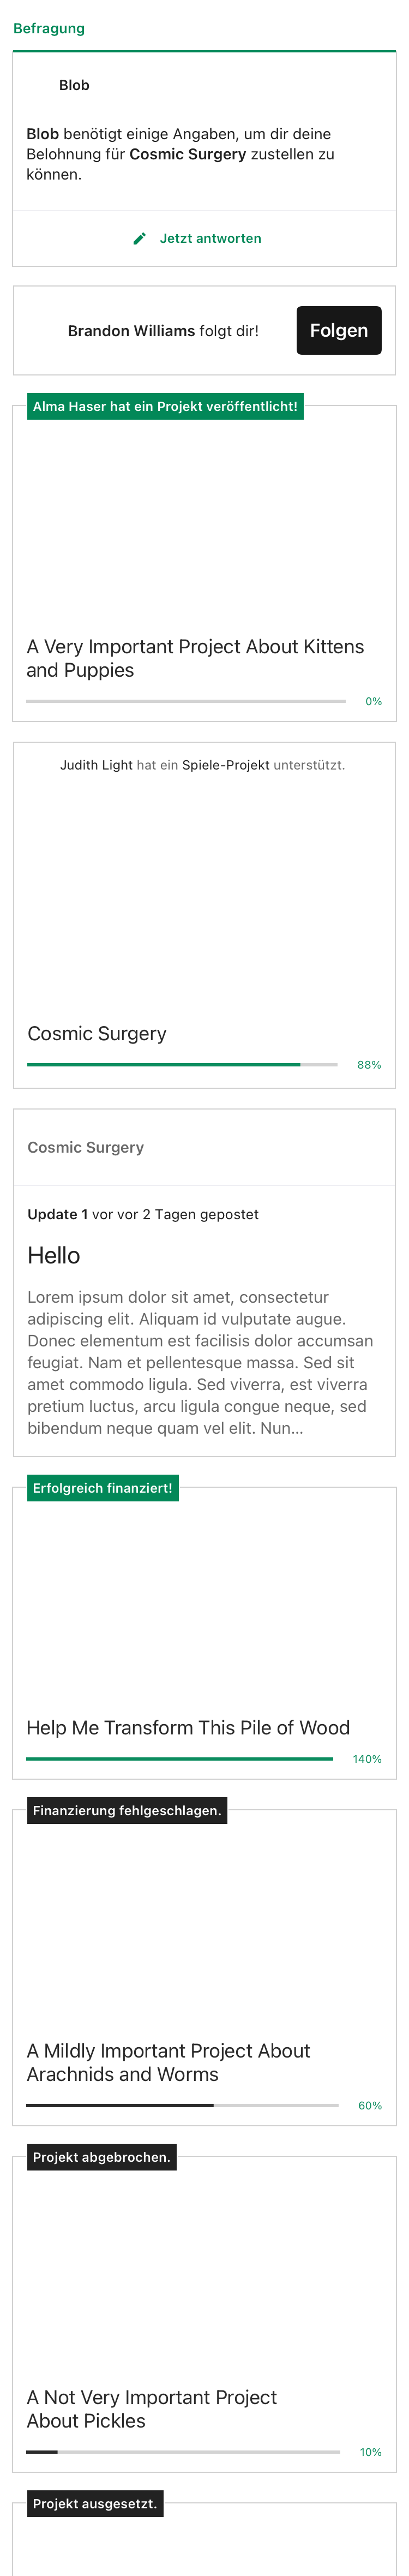 Befragung
Blob
Blob benötigt einige Angaben, um dir deine
Belohnung für Cosmic Surgery zustellen zu
können.
Jetzt antworten
Brandon Williams folgt dir!
Folgen
Alma Haser hat ein Projekt veröffentlicht!
A Very Important Project About Kittens
and Puppies
0%
Judith Light hat ein Spiele-Projekt unterstützt.
Cosmic Surgery
88%
Cosmic Surgery
Update 1 vor vor 2 Tagen gepostet
Hello
Lorem ipsum dolor sit amet, consectetur
adipiscing elit. Aliquam id vulputate augue.
Donec elementum est facilisis dolor accumsan
feugiat. Nam et pellentesque massa. Sed sit
amet commodo ligula. Sed viverra, est viverra
pretium luctus, arcu ligula congue neque, sed
bibendum neque quam vel elit. Nun...
Erfolgreich finanziert!
Help Me Transform This Pile of Wood
140%
Finanzierung fehlgeschlagen.
A Mildly Important Project About
Arachnids and Worms
60%
Projekt abgebrochen.
A Not Very Important Project
About Pickles
10%
Projekt ausgesetzt.